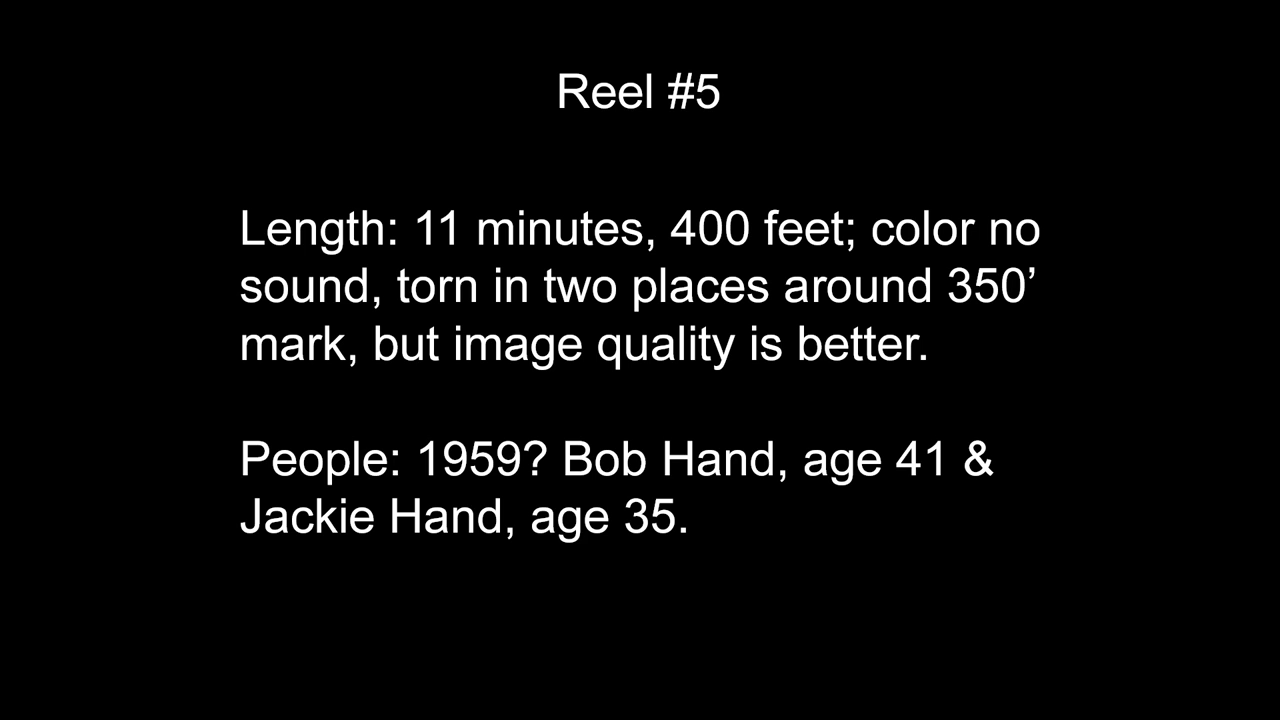 Reel #5
Length: 11 minutes, 400 feet; color no
sound, torn in two places around 350’
mark, but image quality is better.
People: 1959? Bob Hand, age 41 &
Jackie Hand, age 35.